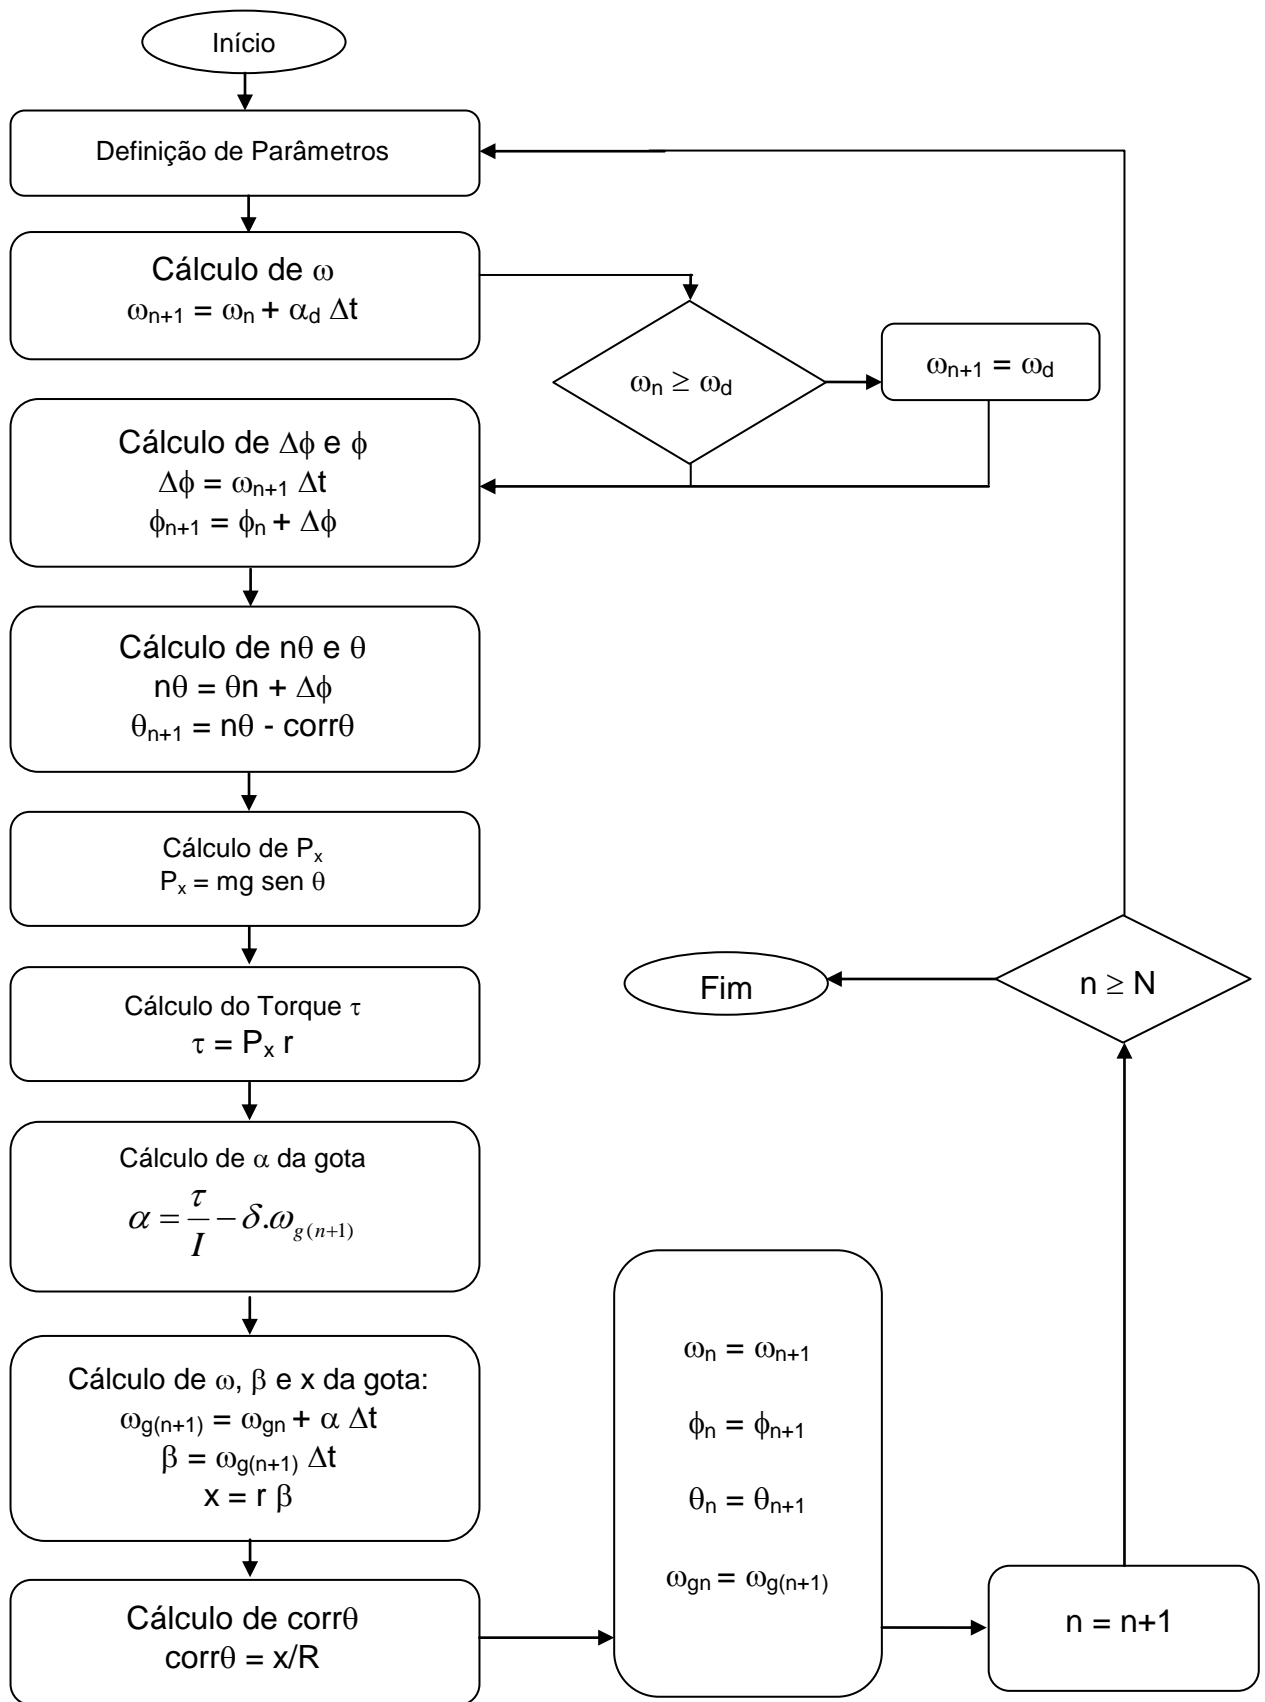 Início
Definição de Parâmetros
Cálculo de ω
ωn+1 = ωn + αd Δt
ωn ≥ ωd
ωn+1 = ωd
Cálculo de Δϕ e ϕ
Δϕ = ωn+1 Δt
ϕn+1 = ϕn + Δϕ
Cálculo de nθ e θ
nθ = θn + Δϕ
θn+1 = nθ - corrθ
Cálculo de Px
Px = mg sen θ
Cálculo do Torque τ
τ = Px r
Cálculo de α da gota
α = τ/I − δ.ωg(n+1)
Cálculo de ω, β e x da gota:
ωg(n+1) = ωgn + α Δt
β = ωg(n+1) Δt
x = r β
Cálculo de corrθ
corrθ = x/R
ωn = ωn+1
ϕn = ϕn+1
θn = θn+1
ωgn = ωg(n+1)
n = n+1
n ≥ N
Fim